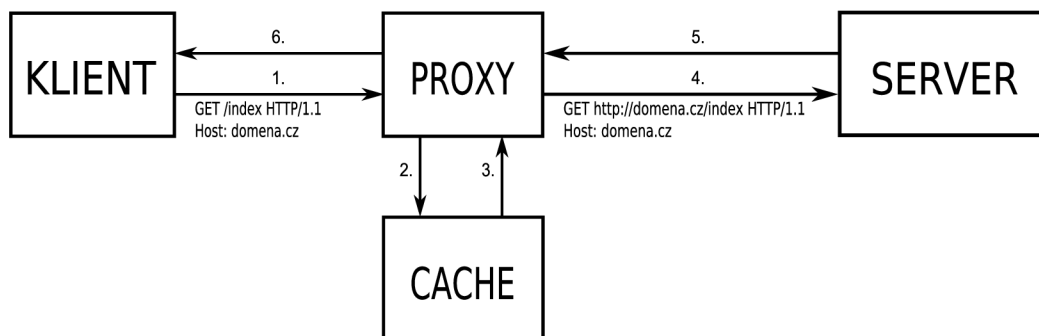 KLIENT
6.
1.
GET /index HTTP/1.1
Host: domena.cz
PROXY
5.
4.
GET http://domena.cz/index HTTP/1.1
Host: domena.cz
SERVER
2.
3.
CACHE